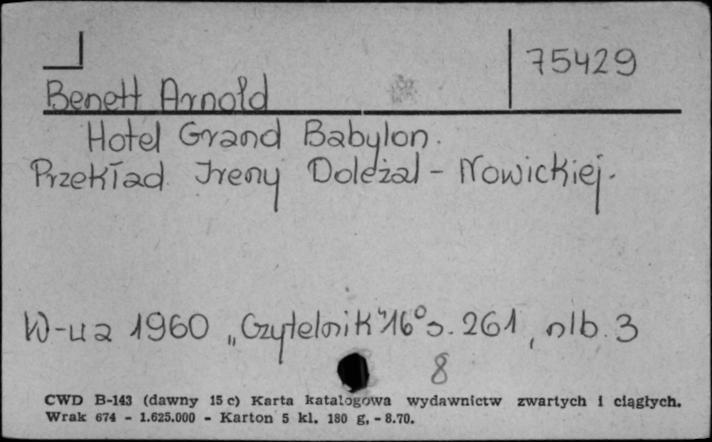 75429
Benett Arnold
Hotel Grand Babylon.
Przekład Ireny Doležal - Nowickiej.
W-wa 1960 „Czytelnik" 16° s. 261, nlb. 3
8
CWD B-143 (dawny 15 c) Karta katalogowa wydawnictw zwartych i ciągłych.
Wrak 674 - 1.625.000 - Karton 5 kl. 180 g, - 8.70.